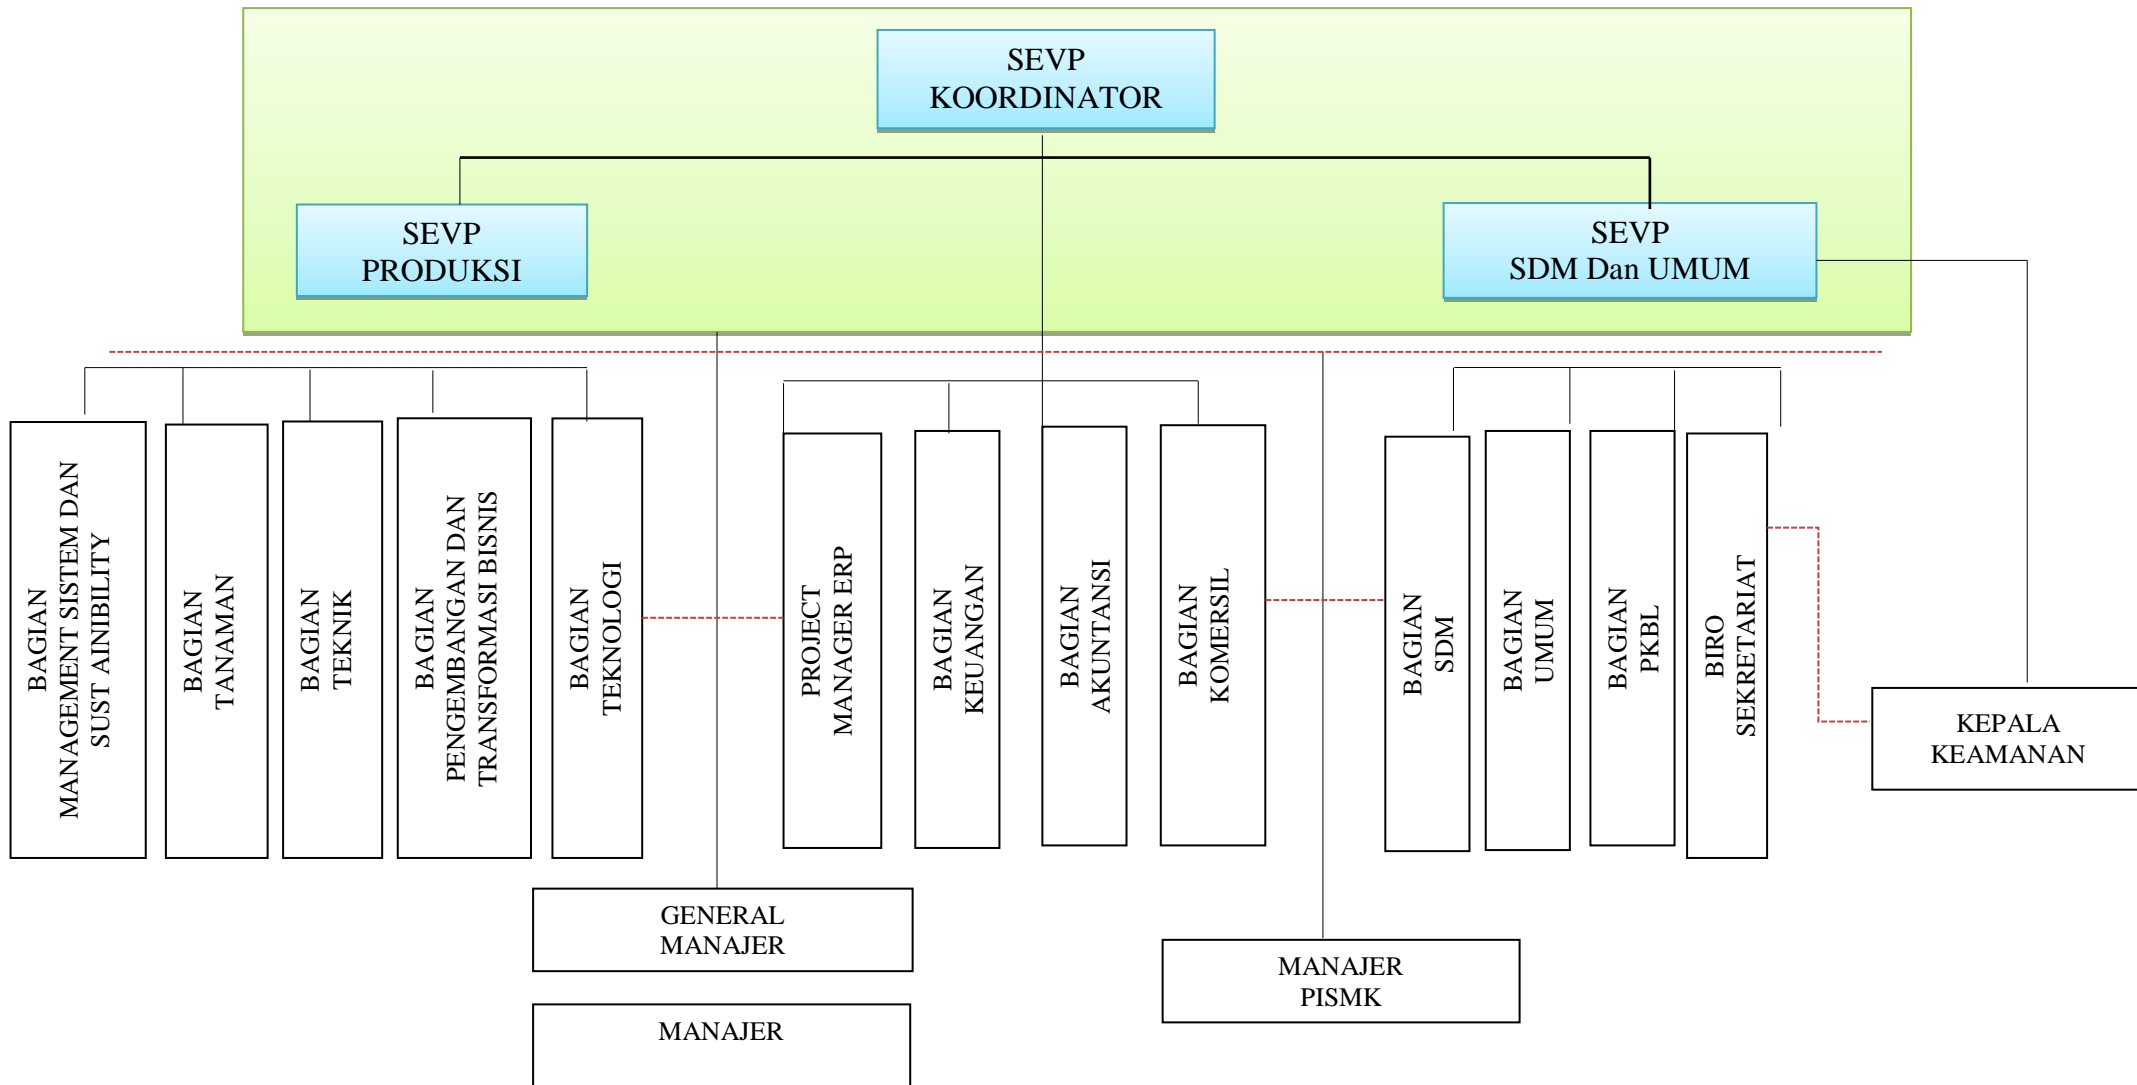 SEVP
KOORDINATOR
SEVP
PRODUKSI
SEVP
SDM Dan UMUM
BAGIAN
MANAGEMENT SISTEM DAN
SUST AINIBILITY
BAGIAN
TANAMAN
BAGIAN
TEKNIK
BAGIAN
PENGEMBANGAN DAN
TRANSFORMASI BISNIS
BAGIAN
TEKNOLOGI
PROJECT
MANAGER ERP
BAGIAN
KEUANGAN
BAGIAN
AKUNTANSI
BAGIAN
KOMERSIL
BAGIAN
SDM
BAGIAN
UMUM
BAGIAN
PKBL
BIRO
SEKRETARIAT
KEPALA
KEAMANAN
GENERAL
MANAJER
MANAJER
PISMK
MANAJER